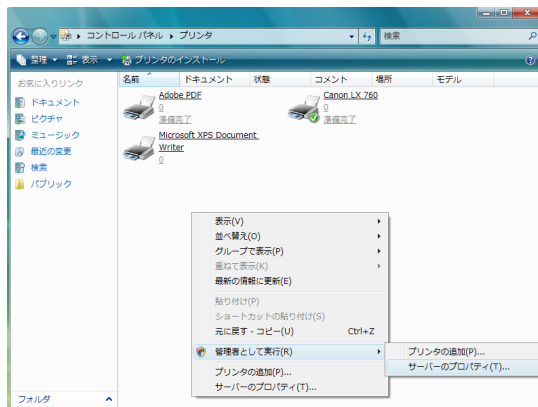 コントロール パネル ▸ プリンタ
検索
整理
表示
プリンタのインストール
お気に入りリンク
ドキュメント
ピクチャ
ミュージック
最近の変更
検索
パブリック
フォルダ
名前 ドキュメント 状態 コメント 場所 モデル
Adobe PDF
0
準備完了
Canon LX 760
0
準備完了
Microsoft XPS Document
Writer
0
表示(V)
並べ替え(O)
グループで表示(P)
重ねて表示(K)
最新の情報に更新(E)
貼り付け(P)
ショートカットの貼り付け(S)
元に戻す - コピー(U) Ctrl+Z
管理者として実行(R)
プリンタの追加(P)...
サーバーのプロパティ(T)...
プリンタの追加(P)...
サーバーのプロパティ(T)...